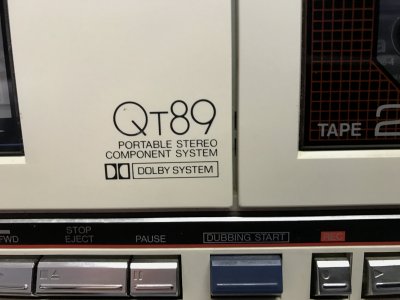 QT89
PORTABLE STEREO
COMPONENT SYSTEM
DOLBY SYSTEM
TAPE 2
FWD
STOP
EJECT
PAUSE
DUBBING START
REC